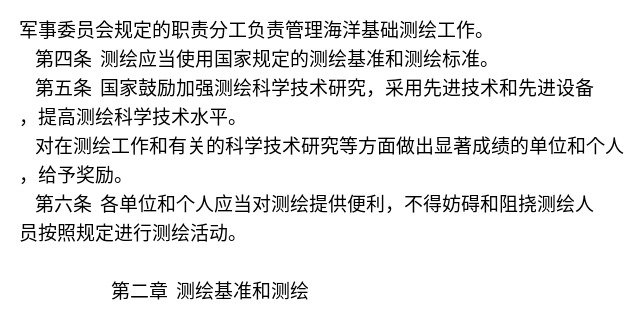 军事委员会规定的职责分工负责管理海洋基础测绘工作。
第四条 测绘应当使用国家规定的测绘基准和测绘标准。
第五条 国家鼓励加强测绘科学技术研究，采用先进技术和先进设备
，提高测绘科学技术水平。
对在测绘工作和有关的科学技术研究等方面做出显著成绩的单位和个人
，给予奖励。
第六条 各单位和个人应当对测绘提供便利，不得妨碍和阻挠测绘人
员按照规定进行测绘活动。
第二章 测绘基准和测绘